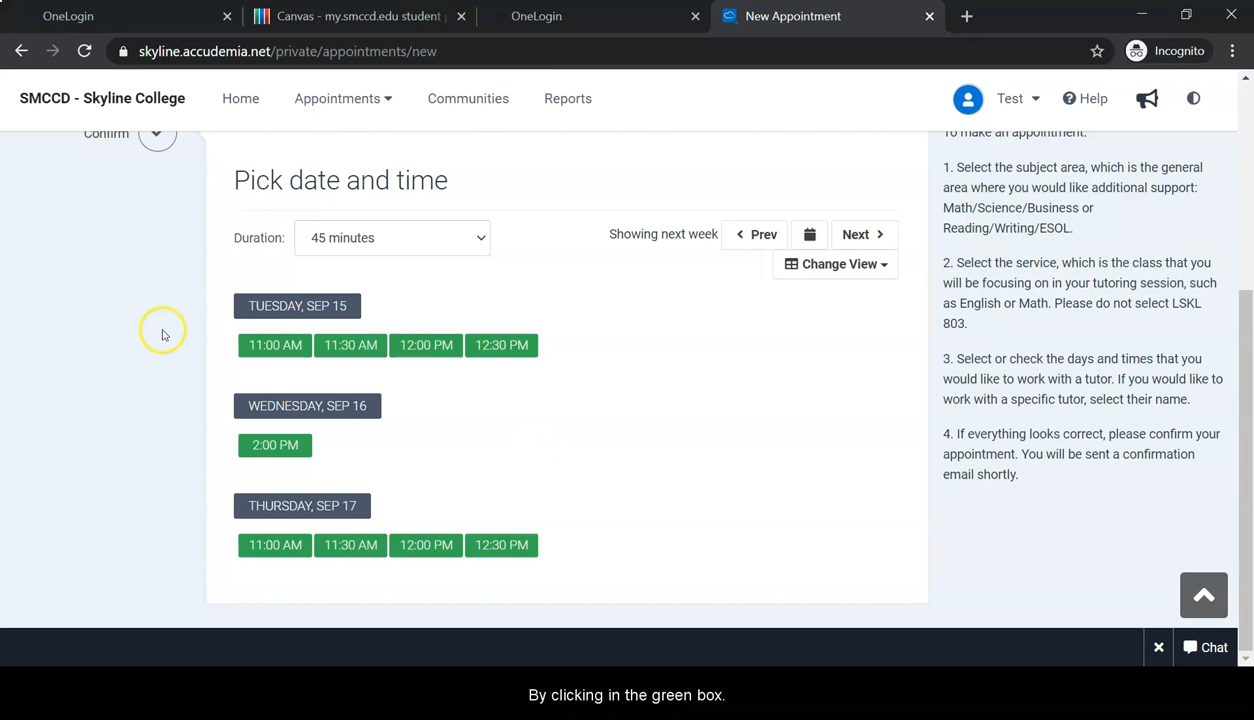 OneLogin
Canvas - my.smccd.edu student
OneLogin
New Appointment
skyline.accudemia.net/private/appointments/new
Incognito
SMCCD - Skyline College
Home
Appointments
Communities
Reports
Test
Help
Confirm
Pick date and time
Duration:
45 minutes
Showing next week
Prev
Next
Change View
TUESDAY, SEP 15
11:00 AM
11:30 AM
12:00 PM
12:30 PM
WEDNESDAY, SEP 16
2:00 PM
THURSDAY, SEP 17
11:00 AM
11:30 AM
12:00 PM
12:30 PM
To make an appointment:
1. Select the subject area, which is the general
area where you would like additional support:
Math/Science/Business or
Reading/Writing/ESOL.
2. Select the service, which is the class that you
will be focusing on in your tutoring session, such
as English or Math. Please do not select LSKL
803.
3. Select or check the days and times that you
would like to work with a tutor. If you would like
to work with a specific tutor, select their name.
4. If everything looks correct, please confirm your
appointment. You will be sent a confirmation
email shortly.
Chat
By clicking in the green box.